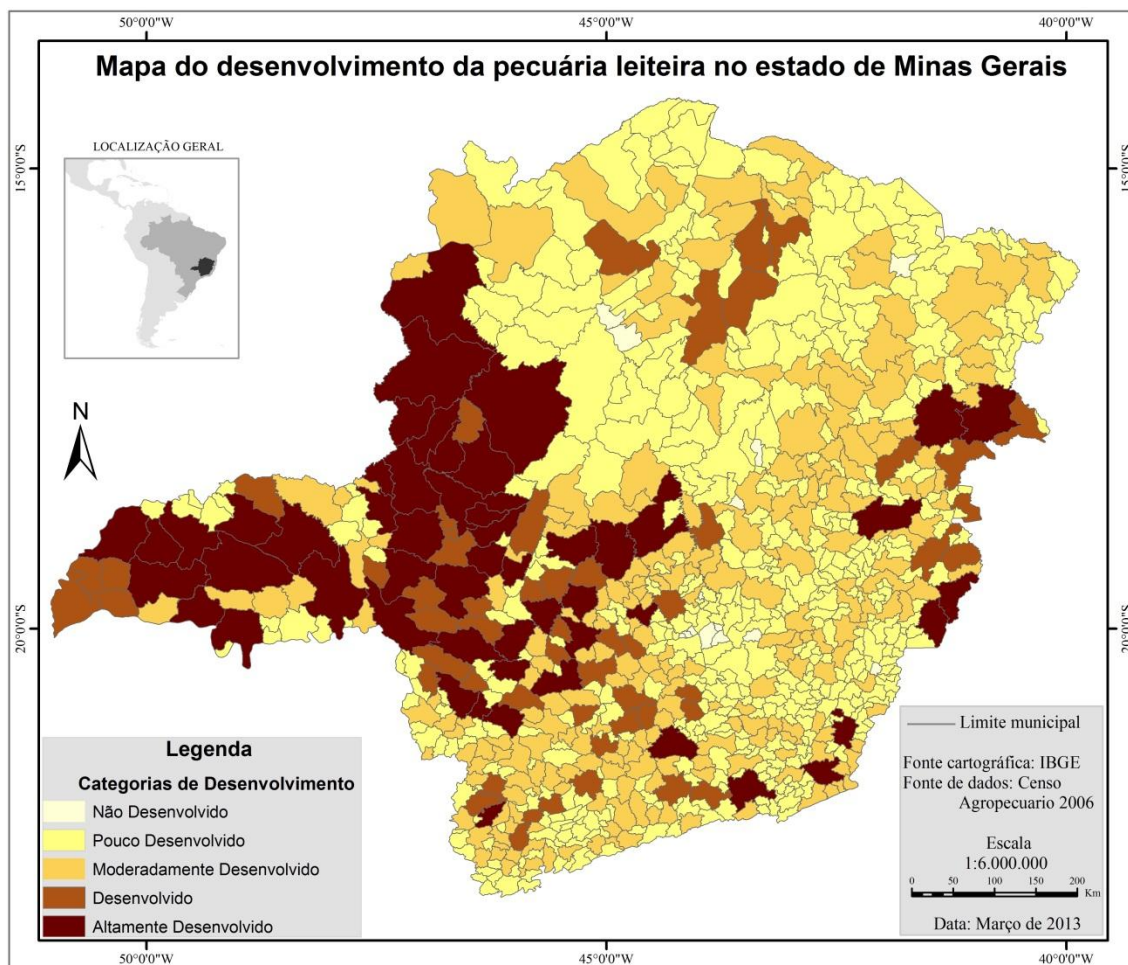 50°0'0"W 45°0'0"W 40°0'0"W
Mapa do desenvolvimento da pecuária leiteira no estado de Minas Gerais
LOCALIZAÇÃO GERAL
15°0'0"S 15°0'0"S
N
20°0'0"S 20°0'0"S
Legenda
Categorias de Desenvolvimento
Não Desenvolvido
Pouco Desenvolvido
Moderadamente Desenvolvido
Desenvolvido
Altamente Desenvolvido
Limite municipal
Fonte cartográfica: IBGE
Fonte de dados: Censo
Agropecuario 2006
Escala
1:6.000.000
0 50 100 150 200
Km
Data: Março de 2013
50°0'0"W 45°0'0"W 40°0'0"W